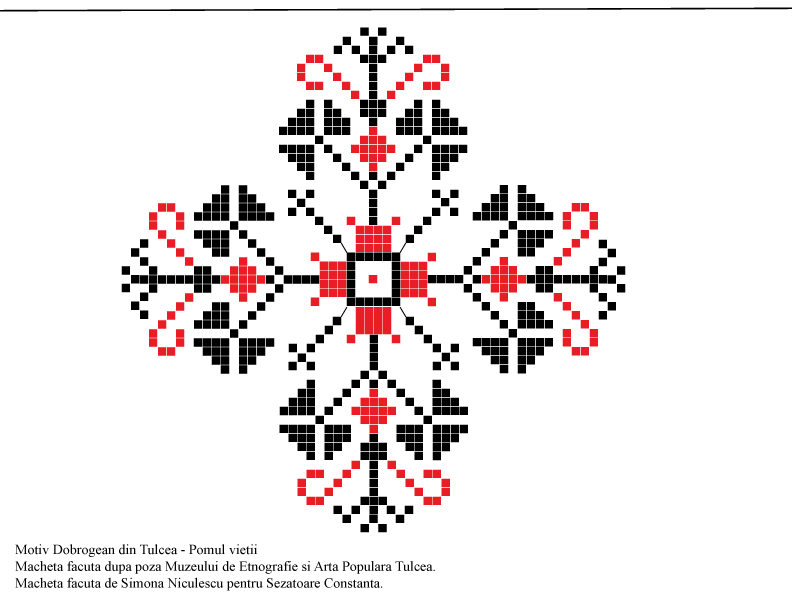 Motiv Dobrogean din Tulcea - Pomul vietii
Macheta facuta dupa poza Muzeului de Etnografie si Arta Populara Tulcea.
Macheta facuta de Simona Niculescu pentru Sezatoare Constanta.